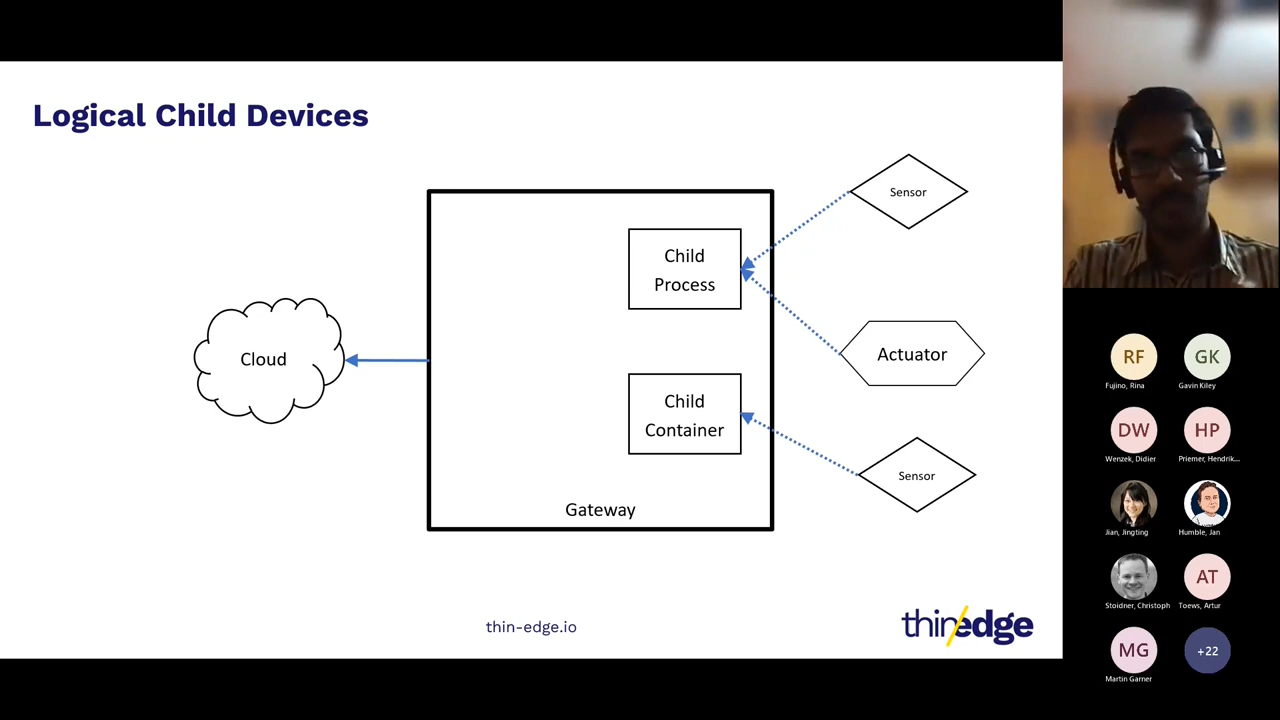 Logical Child Devices
Sensor
Child
Process
Cloud
Actuator
Child
Container
Sensor
Gateway
thin-edge.io
thin/edge
RF
GK
Fujino, Rina
Gavin Kiley
DW
HP
Wenzek, Didier
Priemer, Hendrik...
Jian, Jingting
Humble, Jan
AT
Stoidner, Christoph
Toews, Artur
MG
+22
Martin Garner